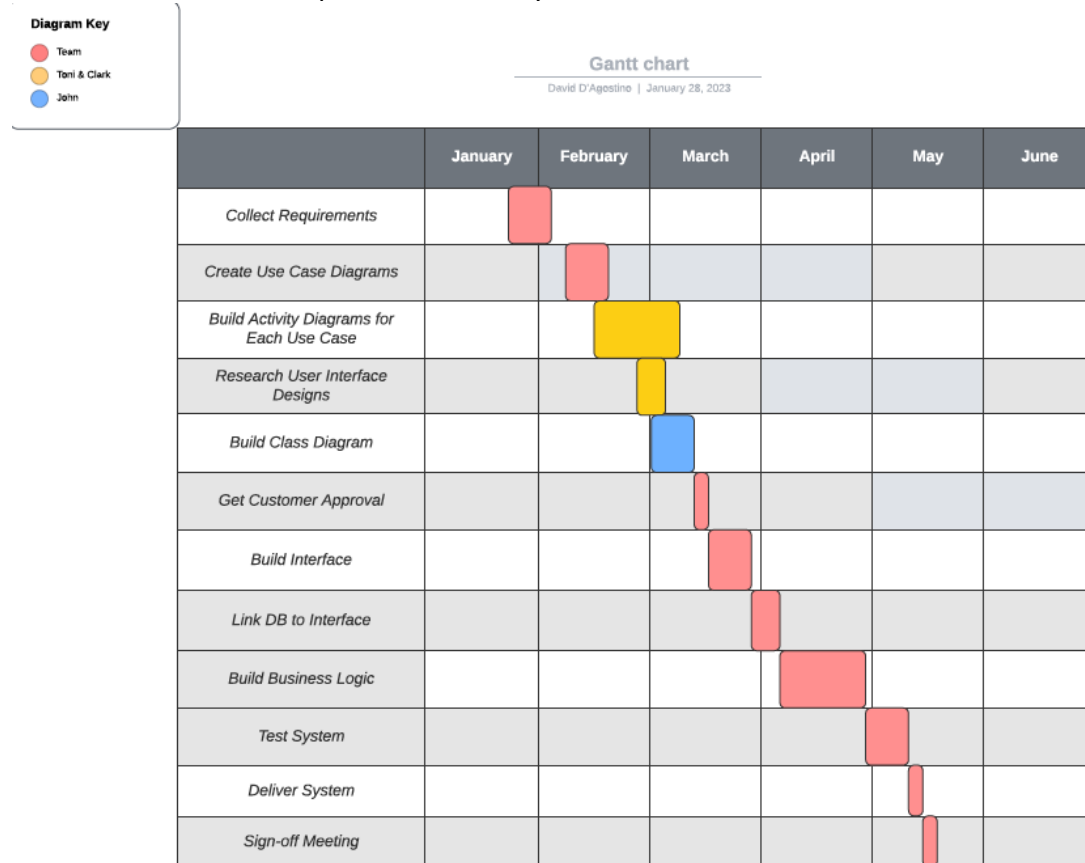 Diagram Key
Team
Toni & Clark
John
Gantt chart
David D'Agostino | January 28, 2023
January February March April May June
Collect Requirements
Create Use Case Diagrams
Build Activity Diagrams for
Each Use Case
Research User Interface
Designs
Build Class Diagram
Get Customer Approval
Build Interface
Link DB to Interface
Build Business Logic
Test System
Deliver System
Sign-off Meeting